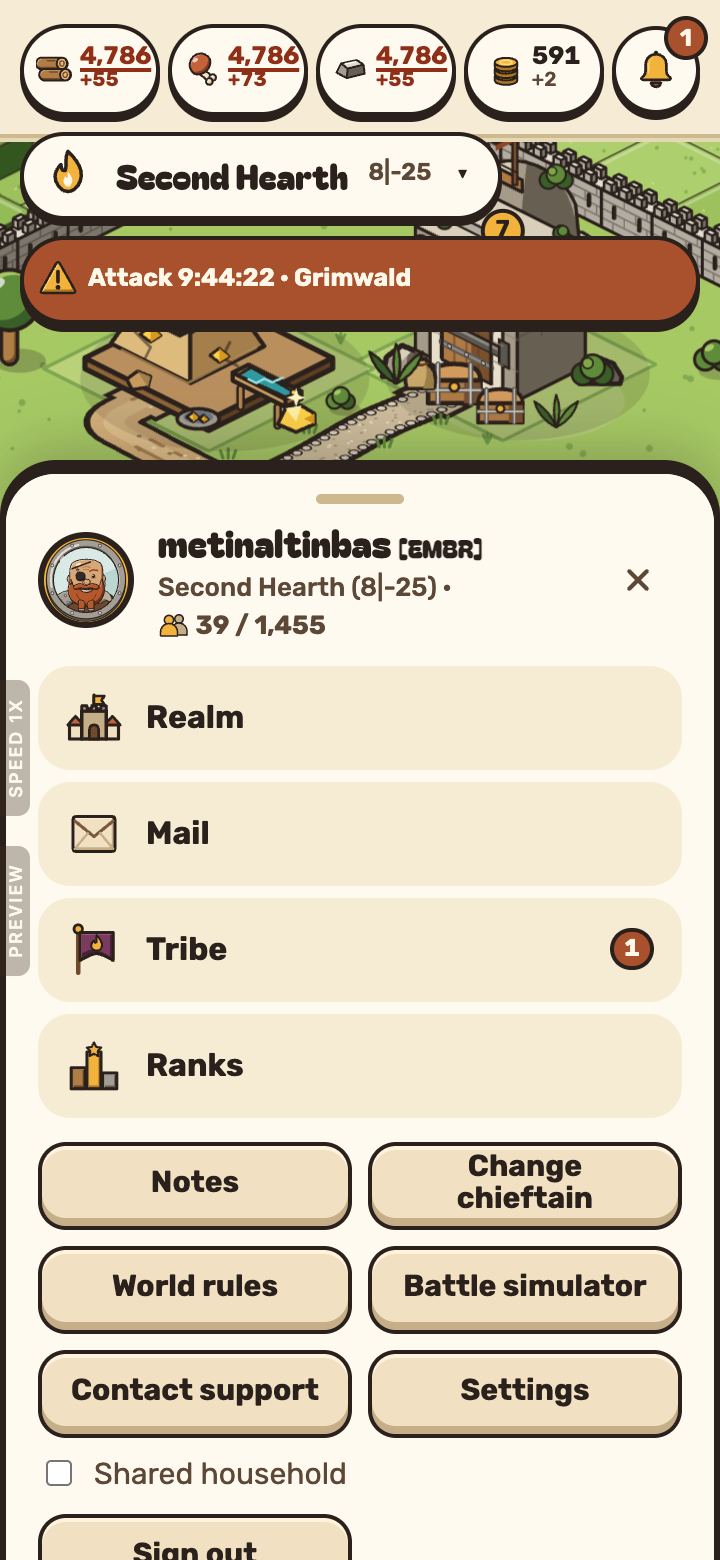 4,786
+55
4,786
+73
4,786
+55
591
+2
1
Second Hearth 8|-25 ▼
7
Attack 9:44:22 • Grimwald
metinaltinbas [EMBR]
Second Hearth (8|-25) •
39 / 1,455
SPEED 1X
PREVIEW
Realm
Mail
Tribe 1
Ranks
Notes
Change
chieftain
World rules
Battle simulator
Contact support
Settings
Shared household
Sign out